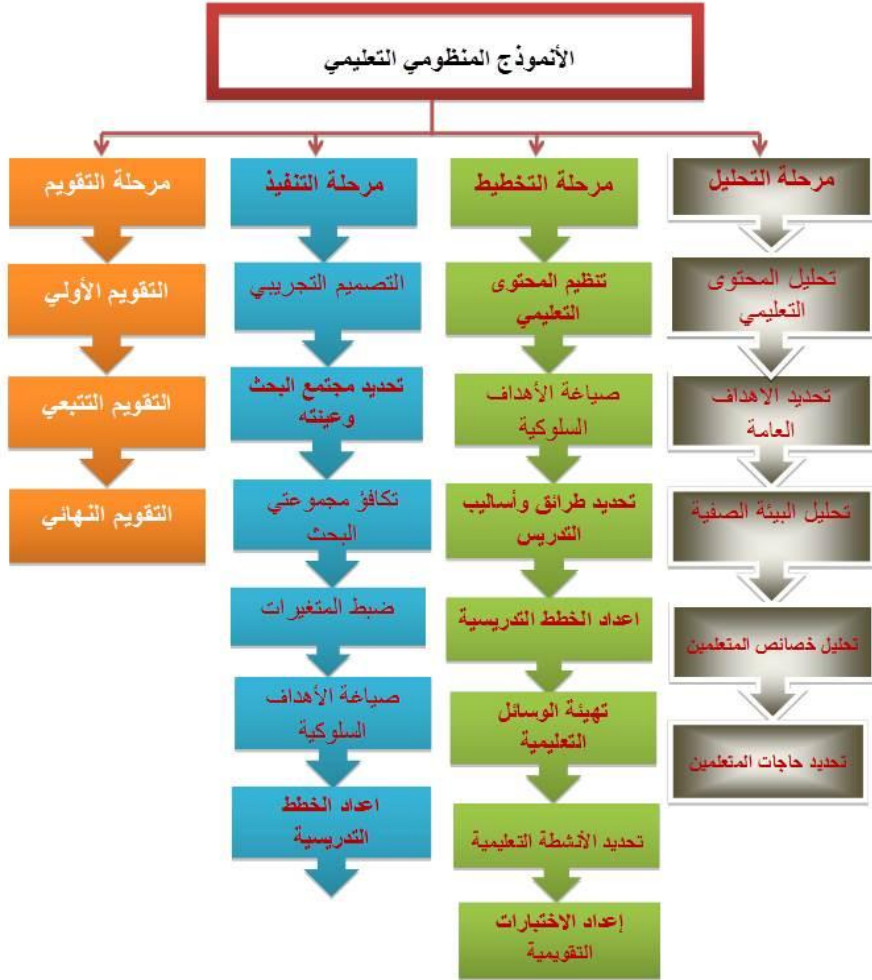 الأنموذج المنظومي التعليمي
مرحلة التحليل
تحليل المحتوى
التعليمي
تحديد الاهداف
العامة
تحليل البيئة الصفية
تحليل خصائص المتعلمين
تحديد حاجات المتعلمين
مرحلة التخطيط
تنظيم المحتوى
التعليمي
صياغة الأهداف
السلوكية
تحديد طرائق وأساليب
التدريس
اعداد الخطط التدريسية
تهيئة الوسائل
التعليمية
تحديد الأنشطة التعليمية
إعداد الاختبارات
التقويمية
مرحلة التنفيذ
التصميم التجريبي
تحديد مجتمع البحث
وعينته
تكافؤ مجموعتي
البحث
ضبط المتغيرات
صياغة الأهداف
السلوكية
اعداد الخطط
التدريسية
مرحلة التقويم
التقويم الأولي
التقويم التتبعي
التقويم النهائي